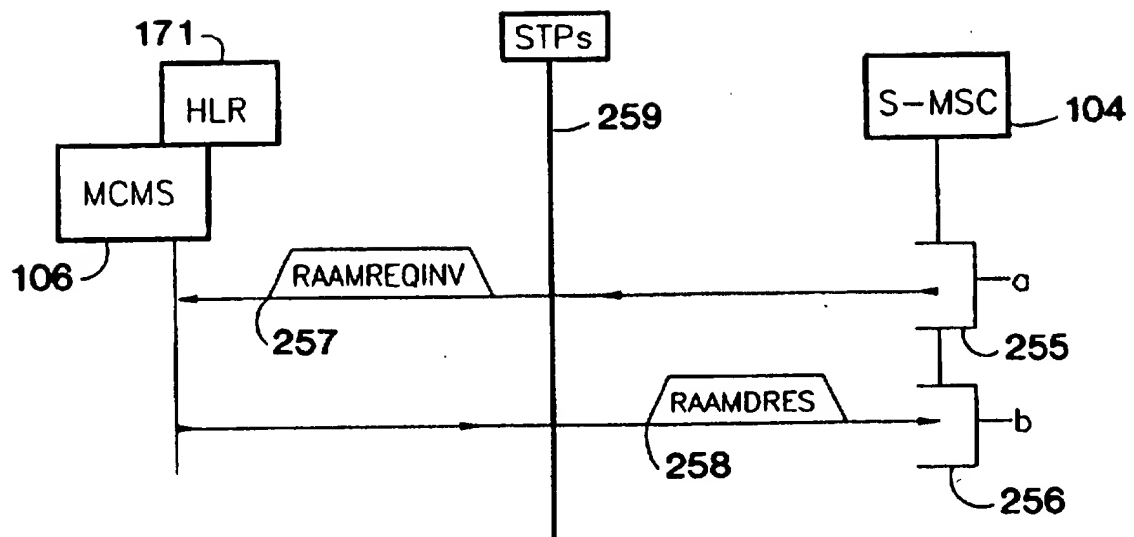 171
STPs
HLR
259
S-MSC
104
MCMS
106
RAAMREQINV
a
257
255
RAAMDRES
b
258
256